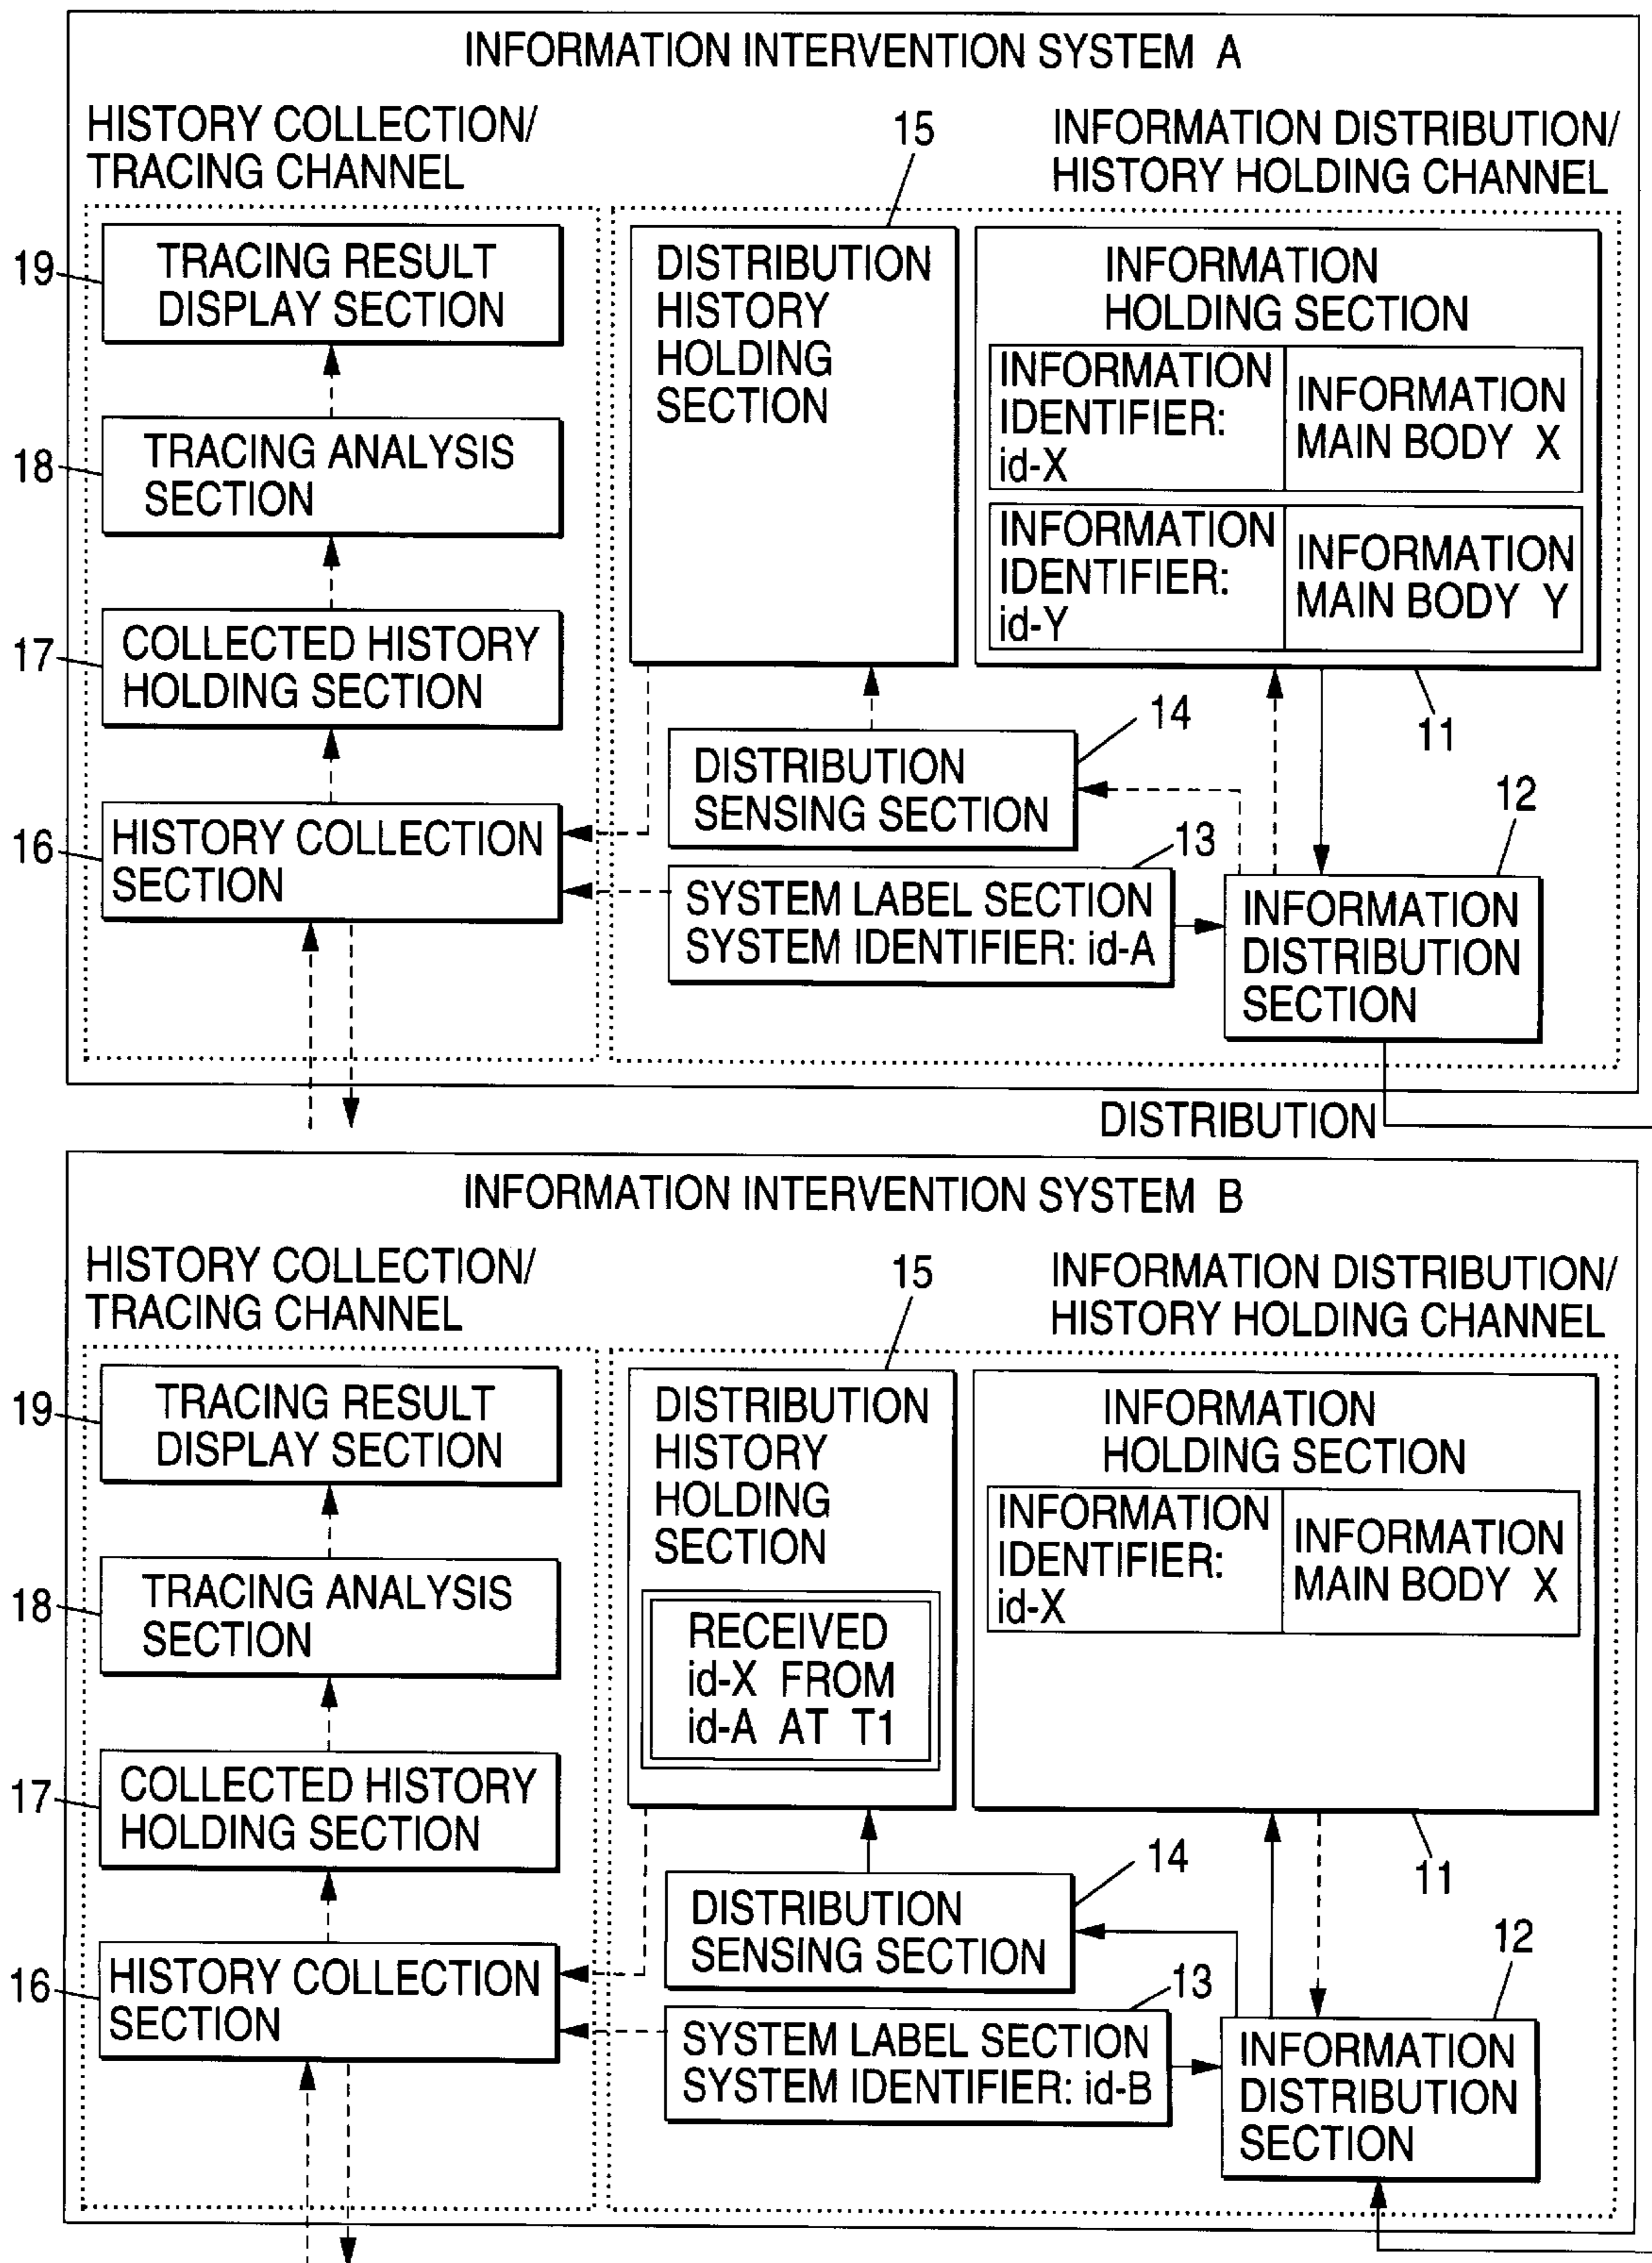 INFORMATION INTERVENTION SYSTEM A
HISTORY COLLECTION/
TRACING CHANNEL
15
INFORMATION DISTRIBUTION/
HISTORY HOLDING CHANNEL
19
TRACING RESULT
DISPLAY SECTION
18
TRACING ANALYSIS
SECTION
17
COLLECTED HISTORY
HOLDING SECTION
16
HISTORY COLLECTION
SECTION
DISTRIBUTION
HISTORY
HOLDING
SECTION
INFORMATION
HOLDING SECTION
INFORMATION
IDENTIFIER:
id-X
INFORMATION
MAIN BODY X
INFORMATION
IDENTIFIER:
id-Y
INFORMATION
MAIN BODY Y
11
14
DISTRIBUTION
SENSING SECTION
13
SYSTEM LABEL SECTION
SYSTEM IDENTIFIER: id-A
12
INFORMATION
DISTRIBUTION
SECTION
DISTRIBUTION
INFORMATION INTERVENTION SYSTEM B
HISTORY COLLECTION/
TRACING CHANNEL
15
INFORMATION DISTRIBUTION/
HISTORY HOLDING CHANNEL
19
TRACING RESULT
DISPLAY SECTION
18
TRACING ANALYSIS
SECTION
17
COLLECTED HISTORY
HOLDING SECTION
16
HISTORY COLLECTION
SECTION
DISTRIBUTION
HISTORY
HOLDING
SECTION
RECEIVED
id-X FROM
id-A AT T1
INFORMATION
HOLDING SECTION
INFORMATION
IDENTIFIER:
id-X
INFORMATION
MAIN BODY X
11
14
DISTRIBUTION
SENSING SECTION
13
SYSTEM LABEL SECTION
SYSTEM IDENTIFIER: id-B
12
INFORMATION
DISTRIBUTION
SECTION